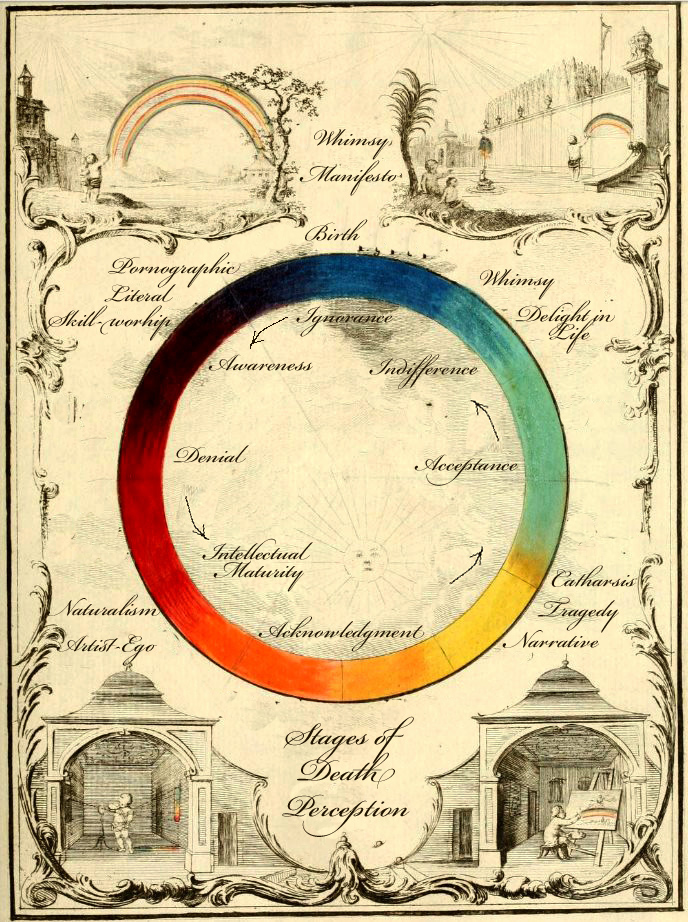 Whimsy
Manifesto
Birth
Pornographic
Literal
Skill-worhip
Whimsy
Delight in
Life
Ignorance
Awareness
Indifference
Denial
Acceptance
Intellectual
Maturity
Acknowledgment
Naturalism
Artist-Ego
Catharsis
Tragedy
Narrative
Stages of
Death
Perception